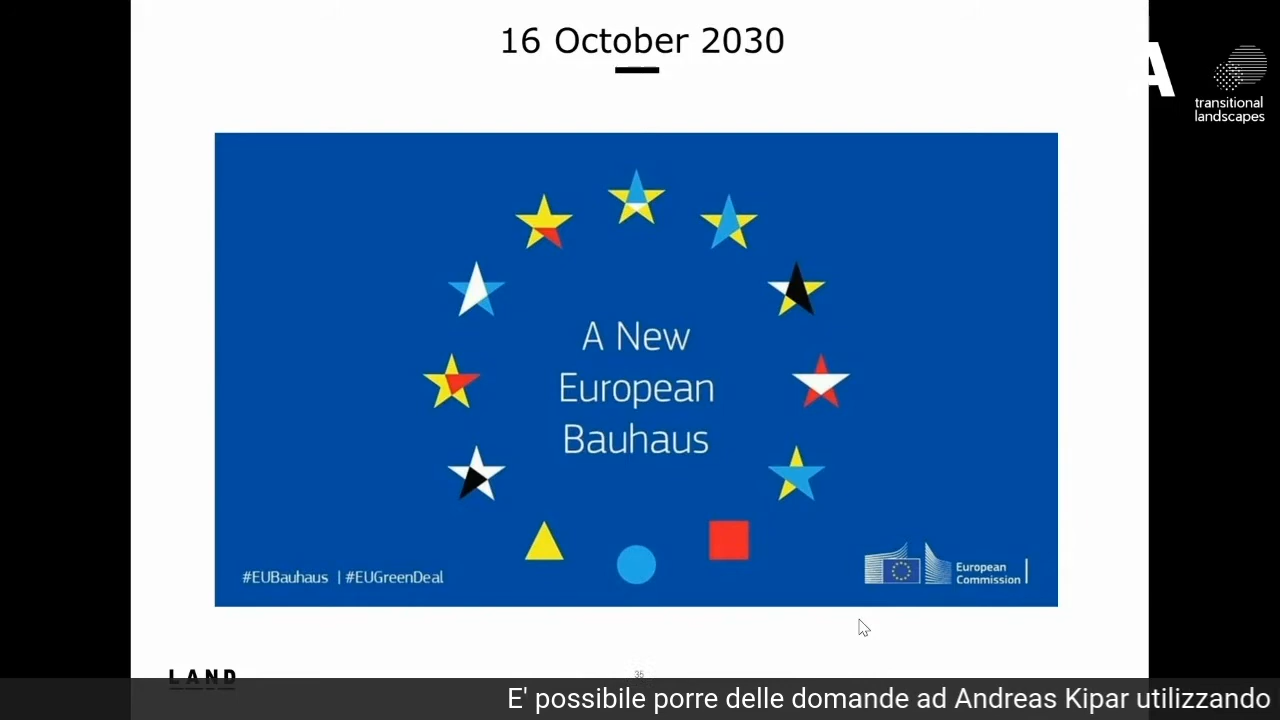 16 October 2030
A
transitional
landscapes
A New
European
Bauhaus
#EUBauhaus | #EUGreenDeal
European
Commission
LAND
35
E' possibile porre delle domande ad Andreas Kipar utilizzando